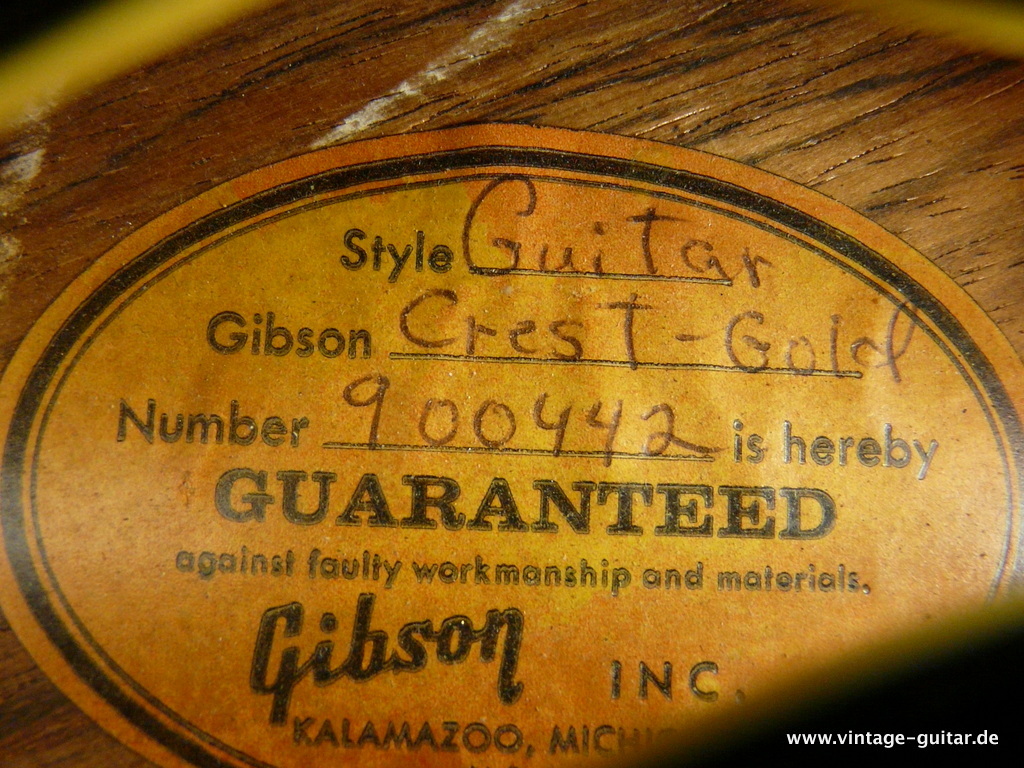 Style Guitar
Gibson Crest-Gold
Number 900442 is hereby
GUARANTEED
against faulty workmanship and materials.
Gibson INC.
KALAMAZOO,
www.vintage-guitar.de